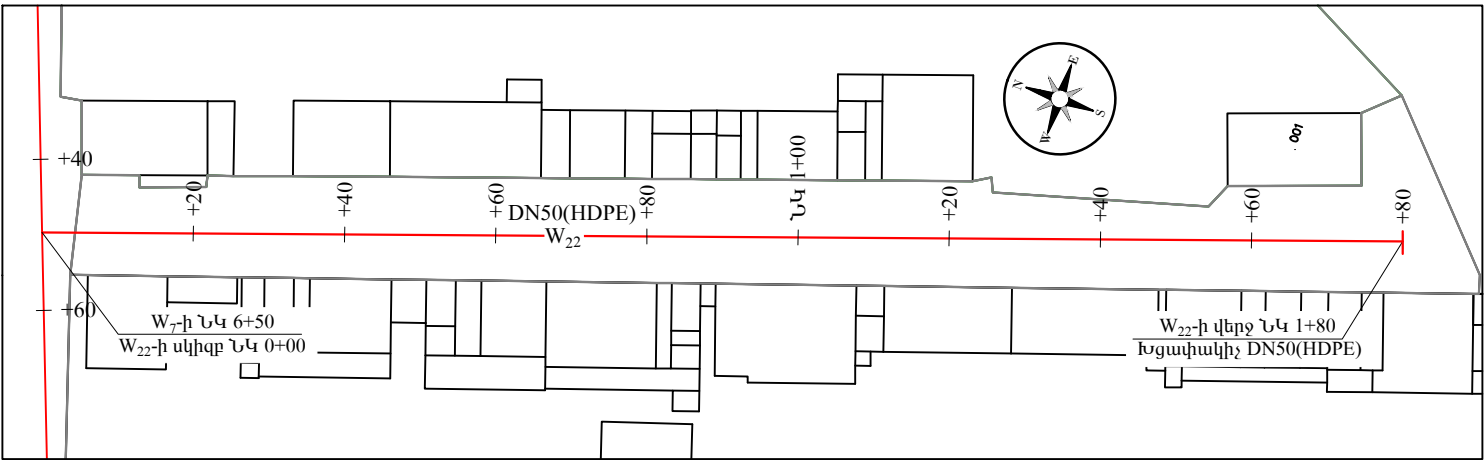 E
N
S
W
. 001
+40
+20
+40
+60
DN50(HDPE)
+80
ՆԿ 1+00
+20
+40
+60
+80
W₂₂
+60
W₇-ի ՆԿ 6+50
W₂₂-ի սկիզբ ՆԿ 0+00
W₂₂-ի վերջ ՆԿ 1+80
Խցափակիչ DN50(HDPE)